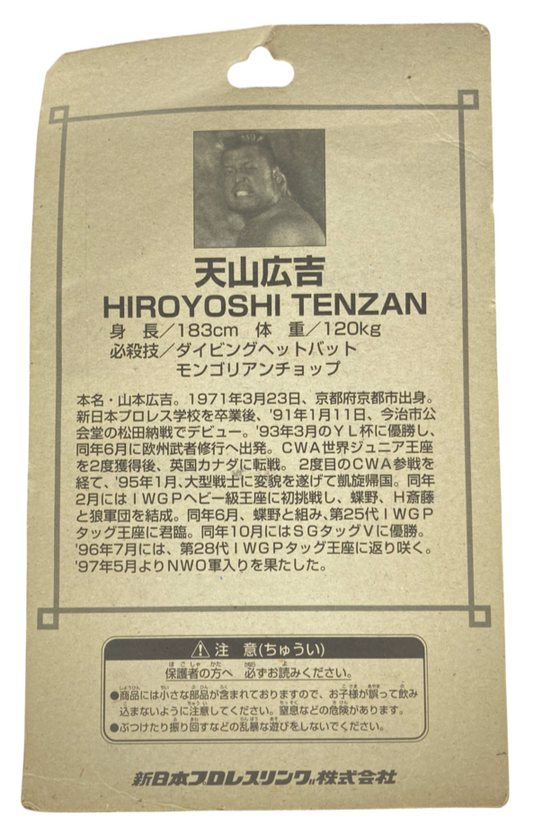 天山広吉
HIROYOSHI TENZAN
身 長／183cm 体 重／120kg
必殺技／ダイビングヘットバット
モンゴリアンチョップ
本名・山本広吉。1971年3月23日、京都府京都市出身。
新日本プロレス学校を卒業後、'91年1月11日、今治市公
会堂の松田納戦でデビュー。'93年3月のＹＬ杯に優勝し、
同年6月に欧州武者修行へ出発。ＣＷＡ世界ジュニア王座
を2度獲得後、英国カナダに転戦。 2度目のＣＷＡ参戦を
経て、'95年1月、大型戦士に変貌を遂げて凱旋帰国。同年
2月にはＩＷＧＰヘビー級王座に初挑戦し、蝶野、Ｈ斎藤
と狼軍団を結成。同年6月、蝶野と組み、第25代ＩＷＧＰ
タッグ王座に君臨。同年10月にはＳＧタッグＶに優勝。
'96年7月には、第28代ＩＷＧＰタッグ王座に返り咲く。
'97年5月よりＮＷＯ軍入りを果たした。
注 意(ちゅうい)
保護者の方へ 必ずお読みください。
●商品には小さな部品が含まれておりますので、お子様が誤って飲み
込まないように注意してください。窒息などの危険があります。
●ぶつけたり振り回すなどの乱暴な遊びをしないでください。
新日本プロレスリング株式会社